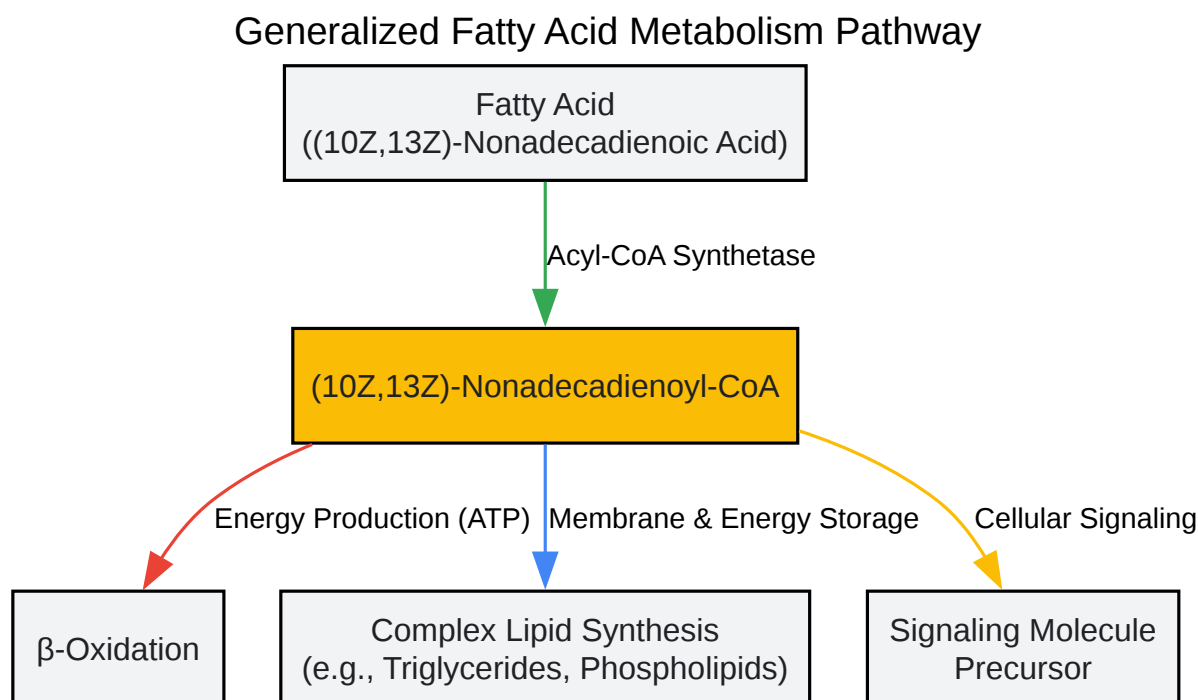 Generalized Fatty Acid Metabolism Pathway
Fatty Acid
((10Z,13Z)-Nonadecadienoic Acid)
Acyl-CoA Synthetase
(10Z,13Z)-Nonadecadienoyl-CoA
Energy Production (ATP)
Membrane & Energy Storage
Cellular Signaling
β-Oxidation
Complex Lipid Synthesis
(e.g., Triglycerides, Phospholipids)
Signaling Molecule
Precursor